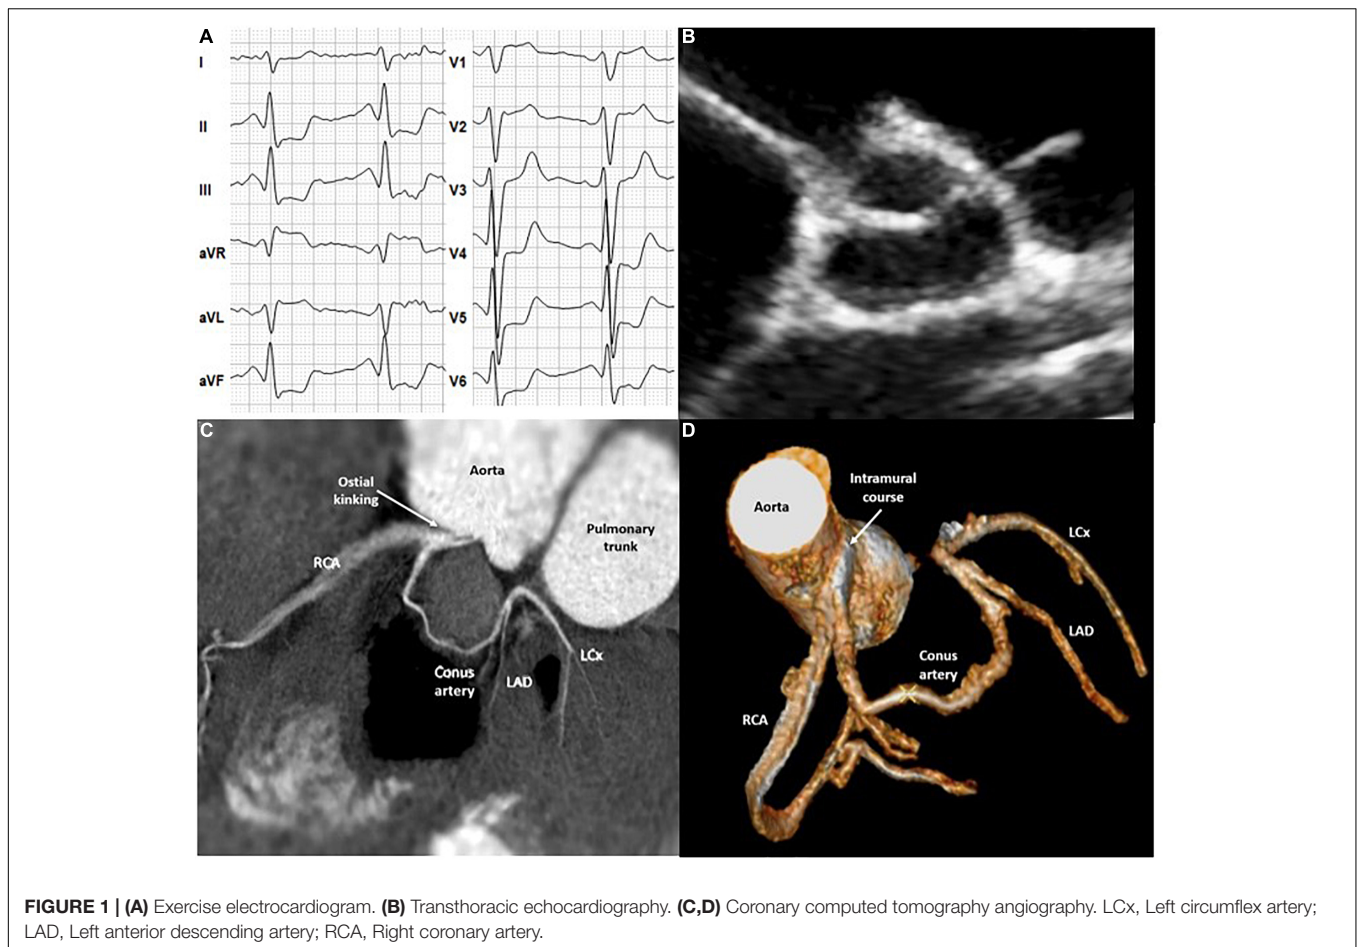 A
I
II
III
aVR
aVL
aVF
V1
V2
V3
V4
V5
V6
B
C
Aorta
Ostial
kinking
Pulmonary
trunk
RCA
Conus
artery
LAD
LCx
D
Intramural
course
Aorta
LCx
LAD
Conus
artery
RCA
FIGURE 1 | (A) Exercise electrocardiogram. (B) Transthoracic echocardiography. (C,D) Coronary computed tomography angiography. LCx, Left circumflex artery;
LAD, Left anterior descending artery; RCA, Right coronary artery.